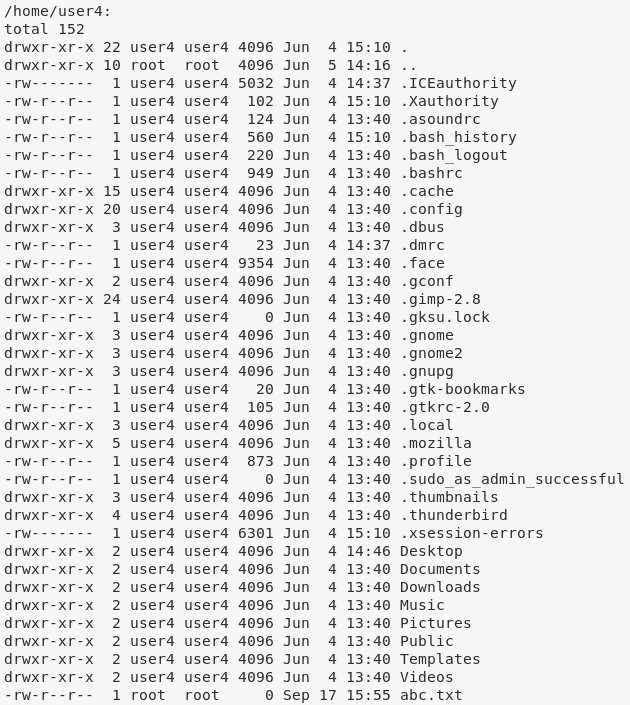 /home/user4:
total 152
drwxr-xr-x 22 user4 user4 4096 Jun  4 15:10 .
drwxr-xr-x 10 root  root  4096 Jun  5 14:16 ..
-rw-------  1 user4 user4 5032 Jun  4 14:37 .ICEauthority
-rw-r--r--  1 user4 user4  102 Jun  4 15:10 .Xauthority
-rw-r--r--  1 user4 user4  124 Jun  4 13:40 .asoundrc
-rw-r--r--  1 user4 user4  560 Jun  4 15:10 .bash_history
-rw-r--r--  1 user4 user4  220 Jun  4 13:40 .bash_logout
-rw-r--r--  1 user4 user4  949 Jun  4 13:40 .bashrc
drwxr-xr-x 15 user4 user4 4096 Jun  4 13:40 .cache
drwxr-xr-x 20 user4 user4 4096 Jun  4 13:40 .config
drwxr-xr-x  3 user4 user4 4096 Jun  4 13:40 .dbus
-rw-r--r--  1 user4 user4   23 Jun  4 14:37 .dmrc
-rw-r--r--  1 user4 user4 9354 Jun  4 13:40 .face
drwxr-xr-x  2 user4 user4 4096 Jun  4 13:40 .gconf
drwxr-xr-x 24 user4 user4 4096 Jun  4 13:40 .gimp-2.8
-rw-r--r--  1 user4 user4    0 Jun  4 13:40 .gksu.lock
drwxr-xr-x  3 user4 user4 4096 Jun  4 13:40 .gnome
drwxr-xr-x  3 user4 user4 4096 Jun  4 13:40 .gnome2
drwxr-xr-x  3 user4 user4 4096 Jun  4 13:40 .gnupg
-rw-r--r--  1 user4 user4   20 Jun  4 13:40 .gtk-bookmarks
-rw-r--r--  1 user4 user4  105 Jun  4 13:40 .gtkrc-2.0
drwxr-xr-x  3 user4 user4 4096 Jun  4 13:40 .local
drwxr-xr-x  5 user4 user4 4096 Jun  4 13:40 .mozilla
-rw-r--r--  1 user4 user4  873 Jun  4 13:40 .profile
-rw-r--r--  1 user4 user4    0 Jun  4 13:40 .sudo_as_admin_successful
drwxr-xr-x  3 user4 user4 4096 Jun  4 13:40 .thumbnails
drwxr-xr-x  4 user4 user4 4096 Jun  4 13:40 .thunderbird
-rw-------  1 user4 user4 6301 Jun  4 15:10 .xsession-errors
drwxr-xr-x  2 user4 user4 4096 Jun  4 14:46 Desktop
drwxr-xr-x  2 user4 user4 4096 Jun  4 13:40 Documents
drwxr-xr-x  2 user4 user4 4096 Jun  4 13:40 Downloads
drwxr-xr-x  2 user4 user4 4096 Jun  4 13:40 Music
drwxr-xr-x  2 user4 user4 4096 Jun  4 13:40 Pictures
drwxr-xr-x  2 user4 user4 4096 Jun  4 13:40 Public
drwxr-xr-x  2 user4 user4 4096 Jun  4 13:40 Templates
drwxr-xr-x  2 user4 user4 4096 Jun  4 13:40 Videos
-rw-r--r--  1 root  root     0 Sep 17 15:55 abc.txt